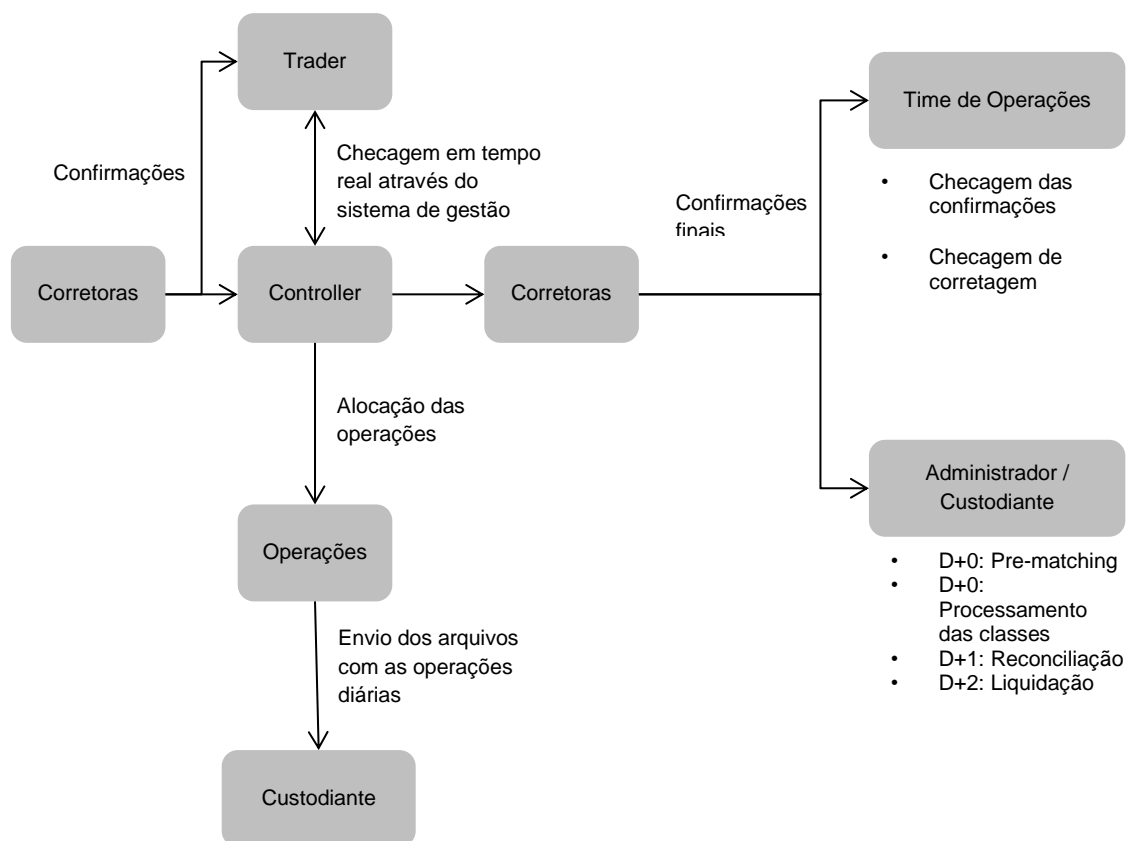 Trader
Time de Operações
Confirmações
Checagem em tempo
real através do
sistema de gestão
Confirmações
finais
• Checagem das
confirmações
• Checagem de
corretagem
Corretoras
Controller
Corretoras
Alocação das
operações
Administrador /
Custodiante
Operações
• D+0: Pre-matching
• D+0:
Processamento
das classes
• D+1: Reconciliação
• D+2: Liquidação
Envio dos arquivos
com as operações
diárias
Custodiante